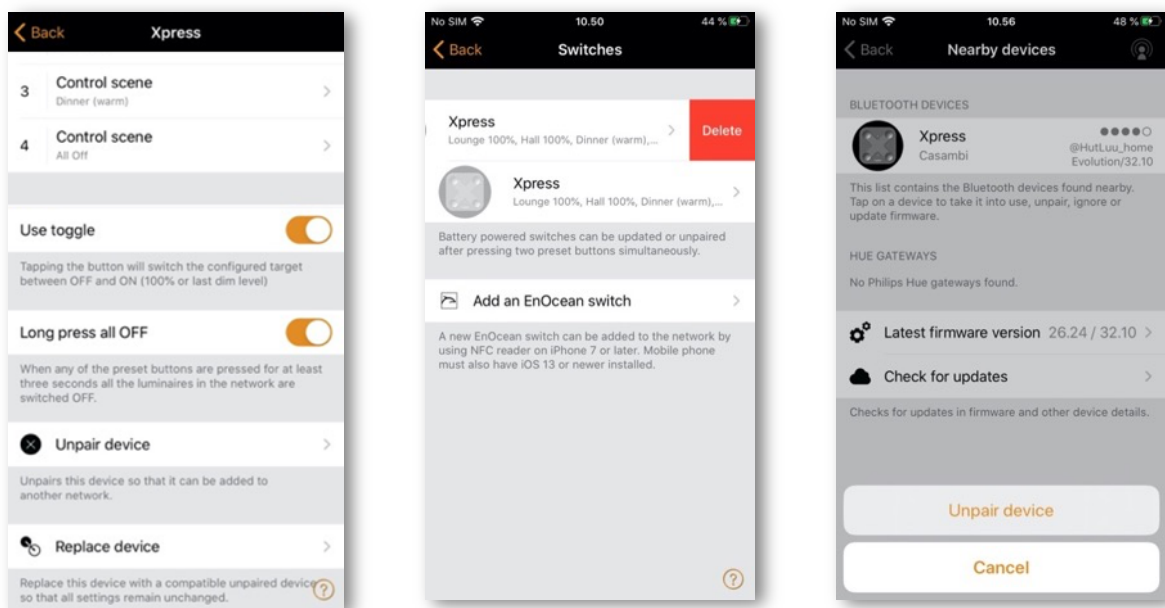 Back
Xpress
3
Control scene
Dinner (warm)
4
Control scene
All Off
Use toggle
Tapping the button will switch the configured target
between OFF and ON (100% or last dim level)
Long press all OFF
When any of the preset buttons are pressed for at least
three seconds all the luminaires in the network are
switched OFF.
Unpair device
Unpairs this device so that it can be added to
another network.
Replace device
Replace this device with a compatible unpaired device
so that all settings remain unchanged.
?
No SIM 10.50 44 %
Back
Switches
Xpress
Lounge 100%, Hall 100%, Dinner (warm),...
Delete
Xpress
Lounge 100%, Hall 100%, Dinner (warm),...
Battery powered switches can be updated or unpaired
after pressing two preset buttons simultaneously.
Add an EnOcean switch
A new EnOcean switch can be added to the network by
using NFC reader on iPhone 7 or later. Mobile phone
must also have iOS 13 or newer installed.
?
No SIM 10.56 48 %
Back
Nearby devices
BLUETOOTH DEVICES
Xpress
Casambi
@HutLuu_home
Evolution/32.10
This list contains the Bluetooth devices found nearby.
Tap on a device to take it into use, unpair, ignore or
update firmware.
HUE GATEWAYS
No Philips Hue gateways found.
Latest firmware version 26.24 / 32.10
Check for updates
Checks for updates in firmware and other device details.
Unpair device
Cancel